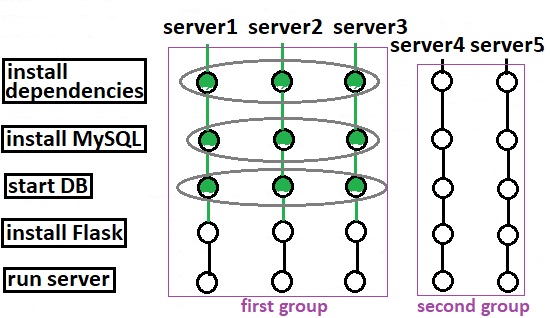 server1 server2 server3
server4 server5
install
dependencies
install MySQL
start DB
install Flask
run server
first group
second group